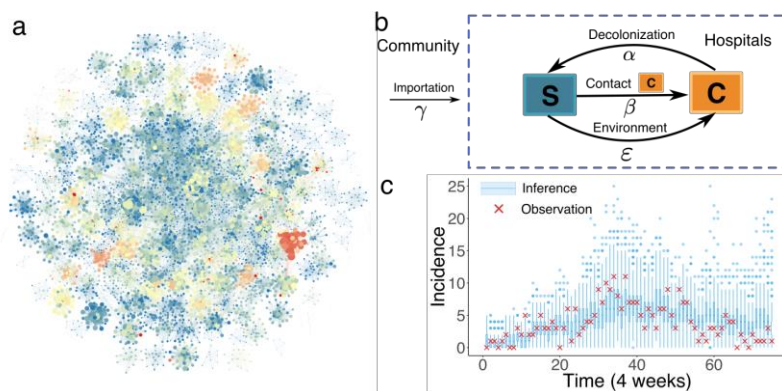 a
b
Community
Hospitals
Decolonization
α
Importation
γ
S
Contact C
β
C
Environment
ε
c
Inference
Observation
Incidence
25
20
15
10
5
0
0 20 40 60
Time (4 weeks)